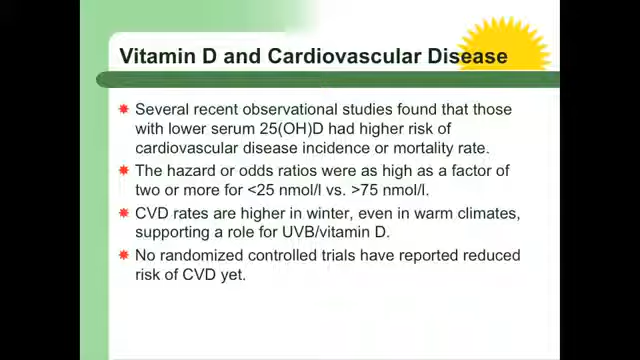 Vitamin D and Cardiovascular Disease
Several recent observational studies found that those
with lower serum 25(OH)D had higher risk of
cardiovascular disease incidence or mortality rate.
The hazard or odds ratios were as high as a factor of
two or more for <25 nmol/l vs. >75 nmol/l.
CVD rates are higher in winter, even in warm climates,
supporting a role for UVB/vitamin D.
No randomized controlled trials have reported reduced
risk of CVD yet.